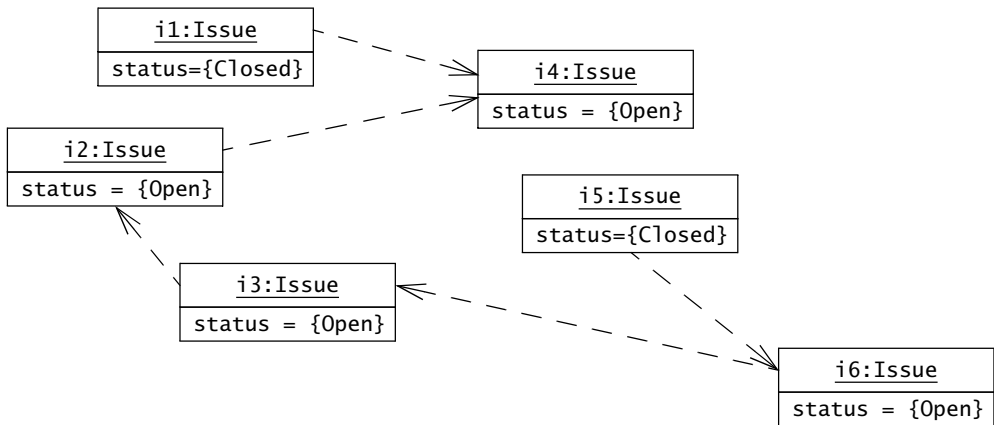 i1:Issue
status={Closed}
i4:Issue
status = {Open}
i2:Issue
status = {Open}
i5:Issue
status={Closed}
i3:Issue
status = {Open}
i6:Issue
status = {Open}